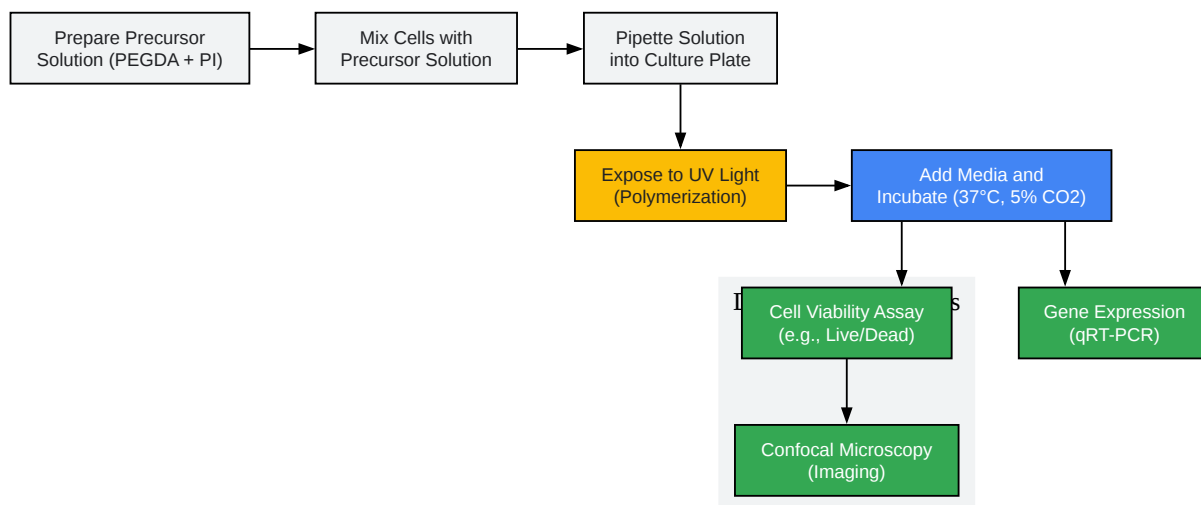 Prepare Precursor
Solution (PEGDA + PI)
Mix Cells with
Precursor Solution
Pipette Solution
into Culture Plate
Expose to UV Light
(Polymerization)
Add Media and
Incubate (37°C, 5% CO2)
Cell Viability Assay
(e.g., Live/Dead)
Gene Expression
(qRT-PCR)
Confocal Microscopy
(Imaging)